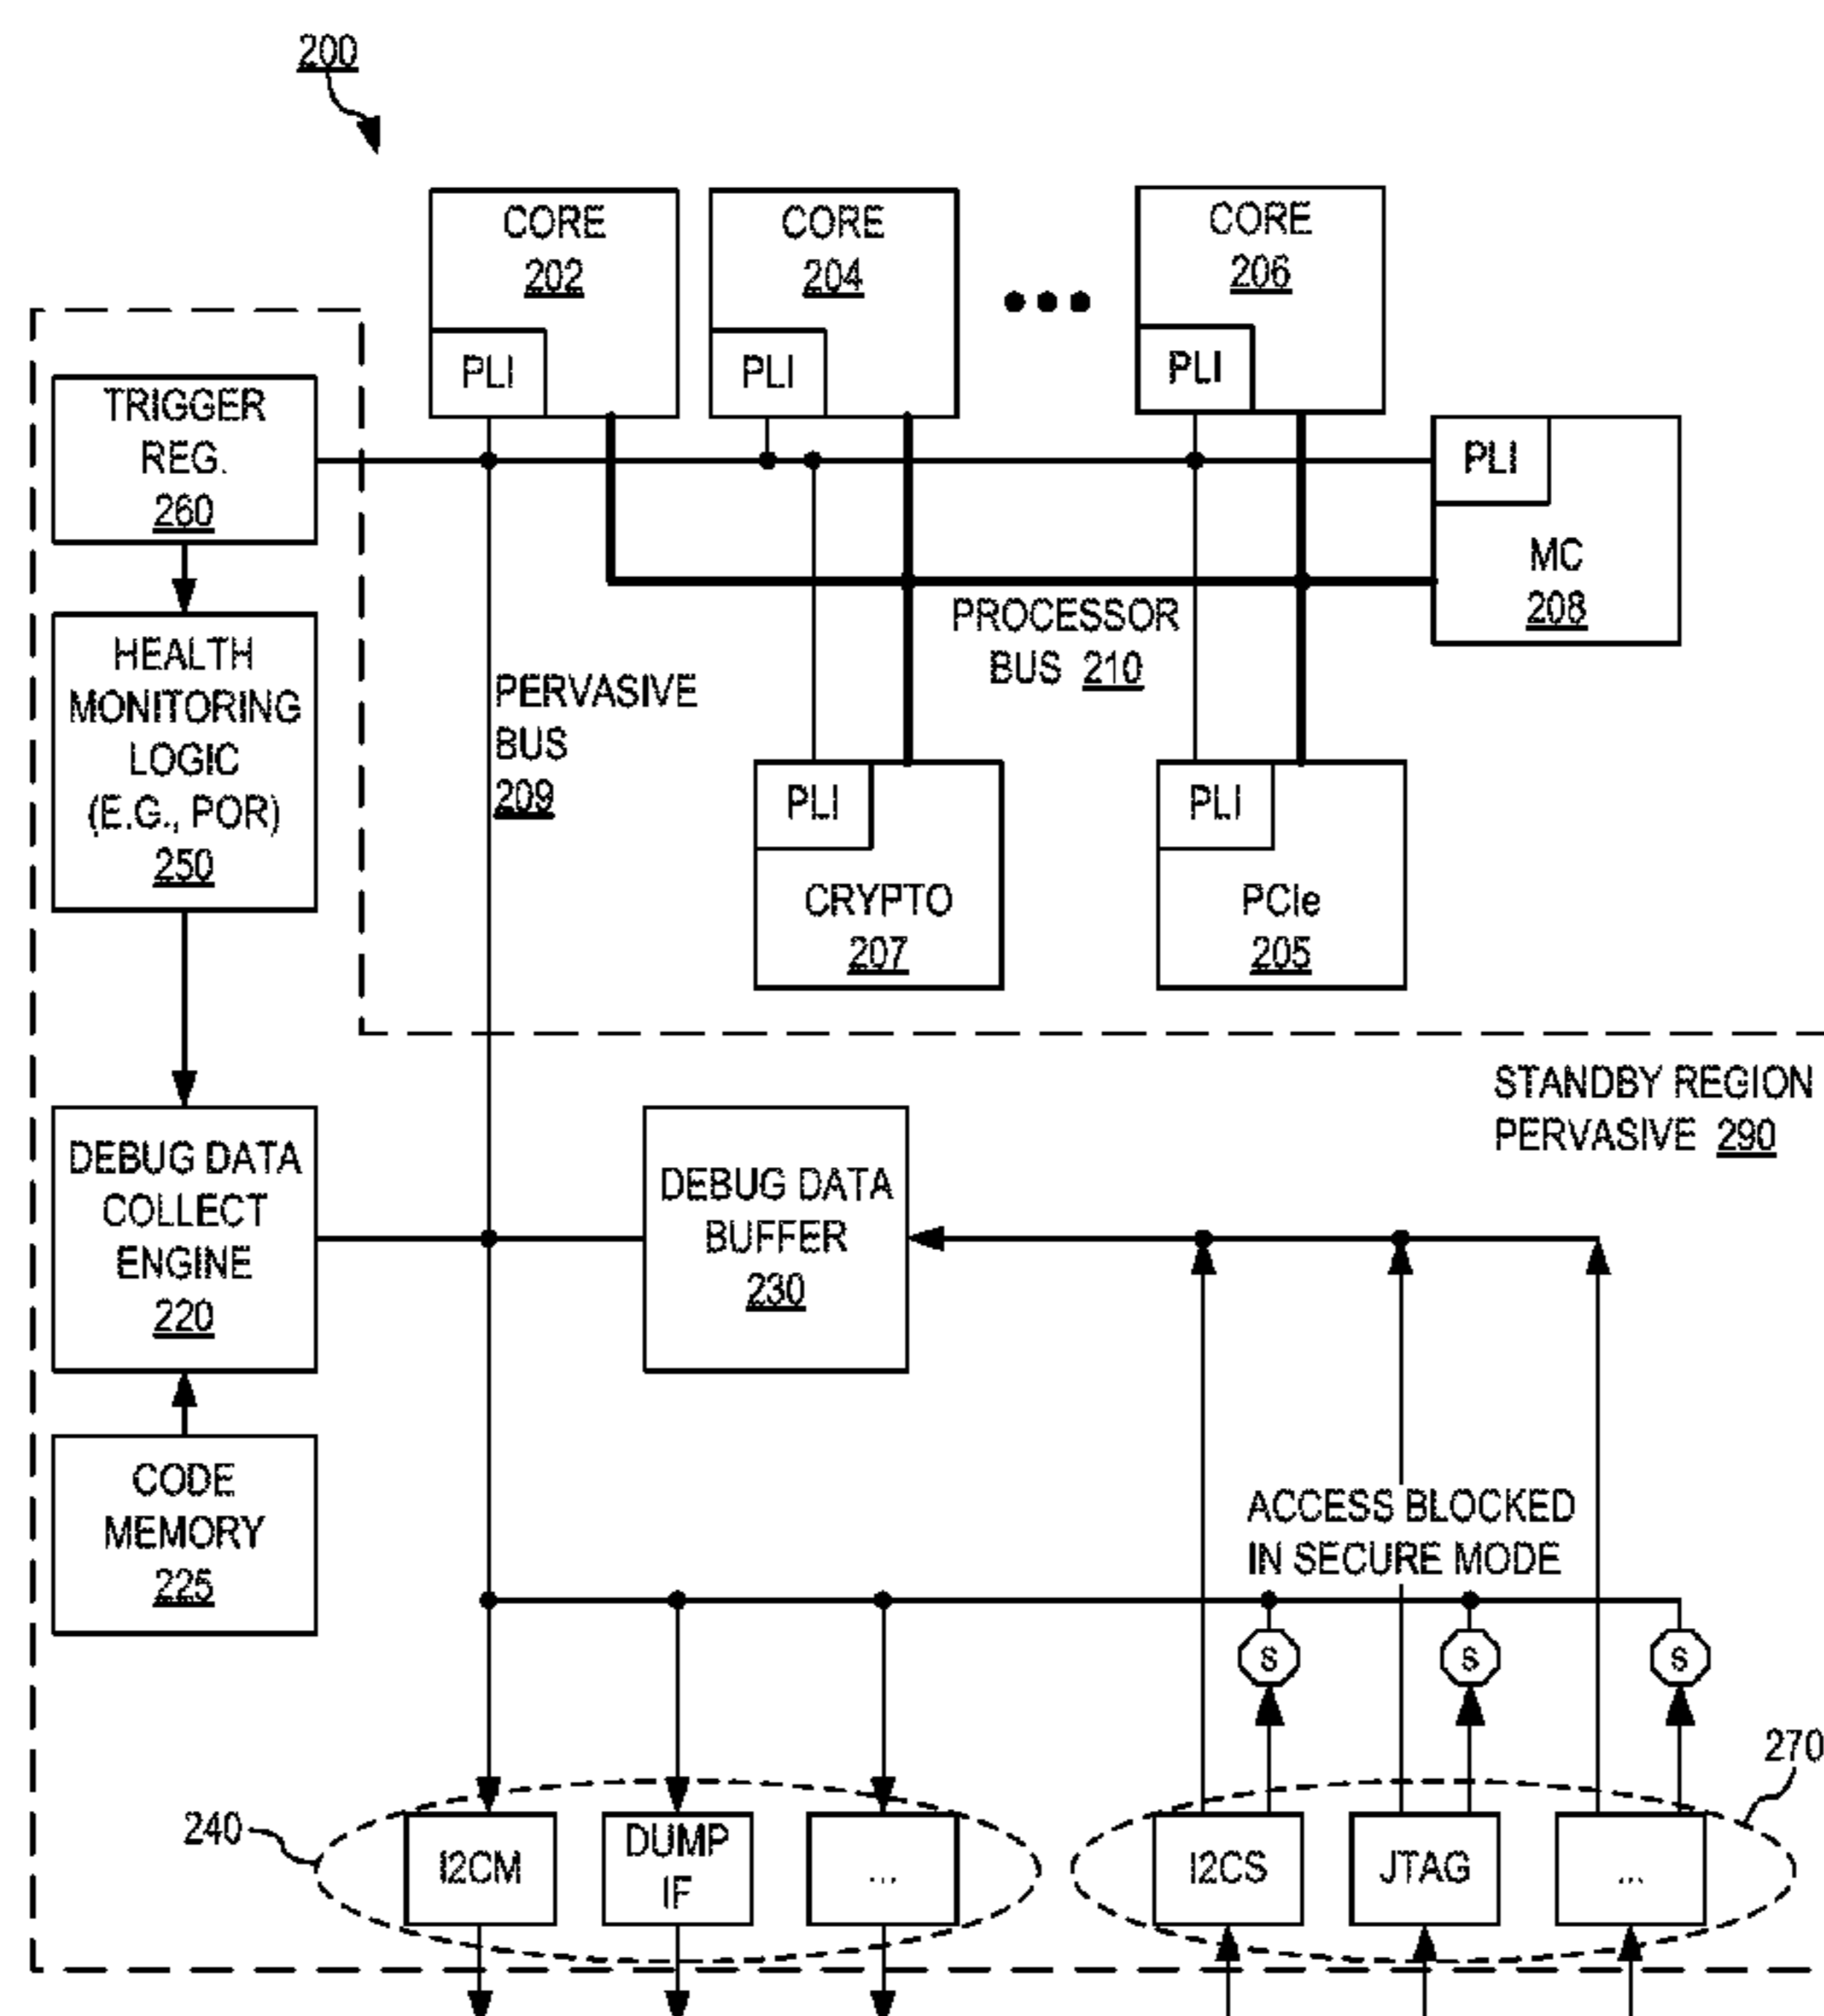 200
CORE
202
CORE
204
CORE
206
PLI
PLI
PLI
TRIGGER
REG.
260
PLI
MC
208
PROCESSOR
BUS 210
HEALTH
MONITORING
LOGIC
(E.G., POR)
250
PERVASIVE
BUS
209
PLI
CRYPTO
207
PLI
PCIe
205
STANDBY REGION
PERVASIVE 290
DEBUG DATA
COLLECT
ENGINE
220
DEBUG DATA
BUFFER
230
CODE
MEMORY
225
ACCESS BLOCKED
IN SECURE MODE
S
S
S
270
240
I2CM
DUMP
IF
...
I2CS
JTAG
...